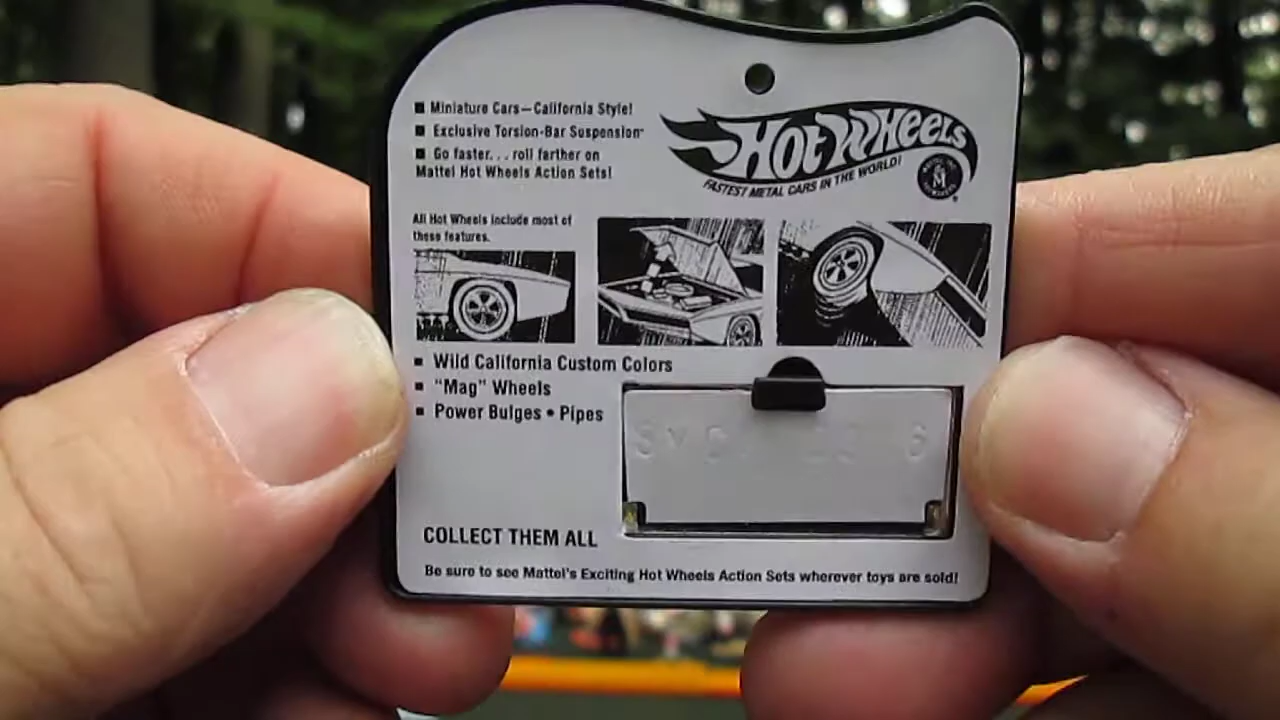 ■ Miniature Cars—California Style!
■ Exclusive Torsion-Bar Suspension™
■ Go faster... roll farther on
Mattel Hot Wheels Action Sets!
HOT WHEELS
FASTEST METAL CARS IN THE WORLD!
All Hot Wheels include most of
these features.
■ Wild California Custom Colors
■ "Mag" Wheels
■ Power Bulges • Pipes
COLLECT THEM ALL
Be sure to see Mattel's Exciting Hot Wheels Action Sets wherever toys are sold!